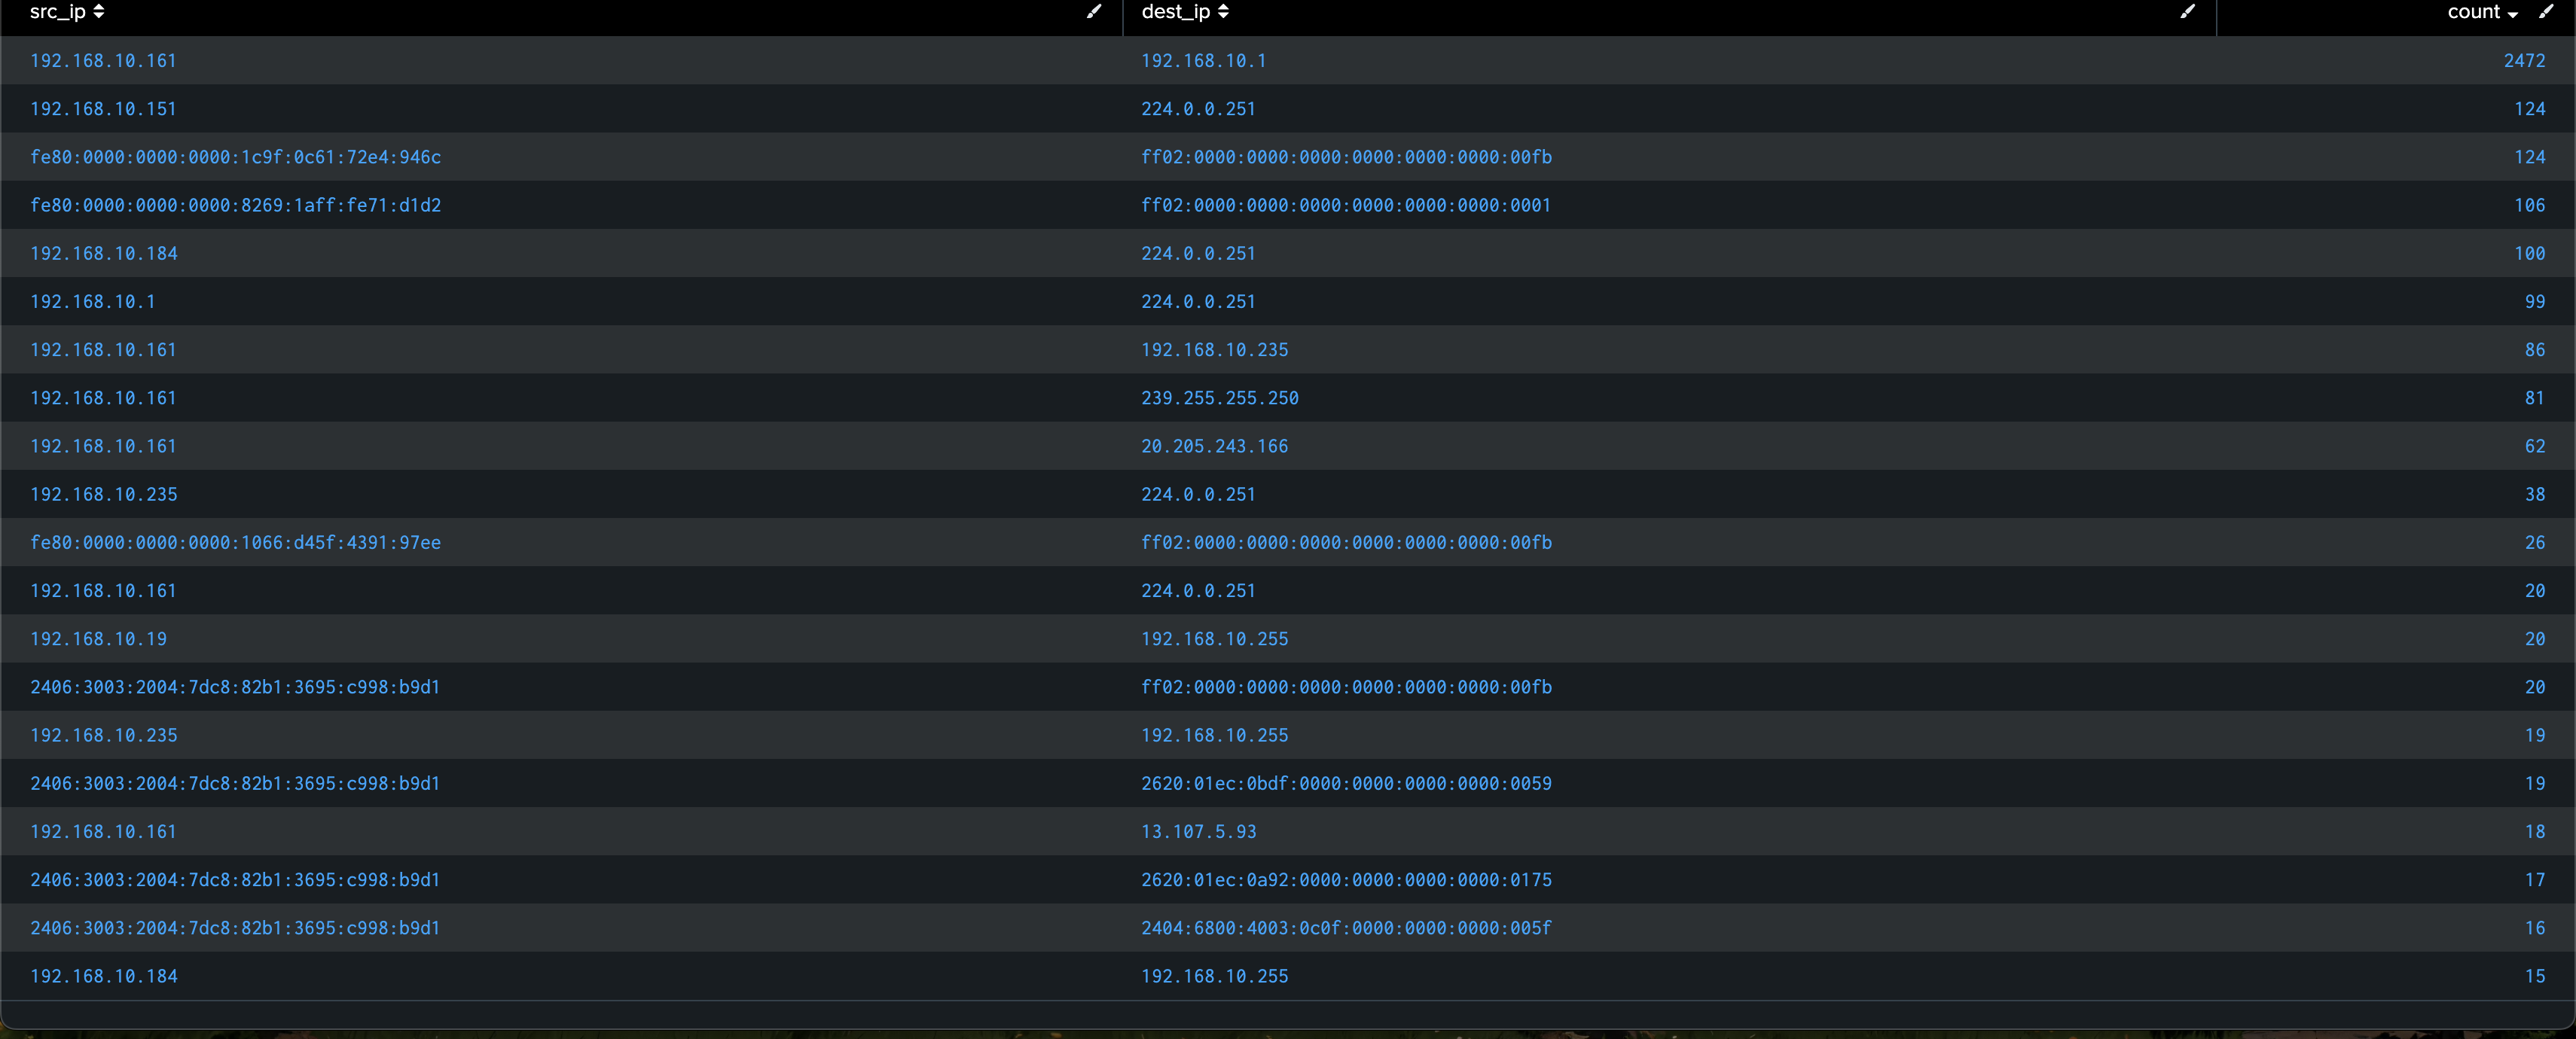 src_ip dest_ip count
192.168.10.161 192.168.10.1 2472
192.168.10.151 224.0.0.251 124
fe80:0000:0000:0000:1c9f:0c61:72e4:946c ff02:0000:0000:0000:0000:0000:0000:00fb 124
fe80:0000:0000:0000:8269:1aff:fe71:d1d2 ff02:0000:0000:0000:0000:0000:0000:0001 106
192.168.10.184 224.0.0.251 100
192.168.10.1 224.0.0.251 99
192.168.10.161 192.168.10.235 86
192.168.10.161 239.255.255.250 81
192.168.10.161 20.205.243.166 62
192.168.10.235 224.0.0.251 38
fe80:0000:0000:0000:1066:d45f:4391:97ee ff02:0000:0000:0000:0000:0000:0000:00fb 26
192.168.10.161 224.0.0.251 20
192.168.10.19 192.168.10.255 20
2406:3003:2004:7dc8:82b1:3695:c998:b9d1 ff02:0000:0000:0000:0000:0000:0000:00fb 20
192.168.10.235 192.168.10.255 19
2406:3003:2004:7dc8:82b1:3695:c998:b9d1 2620:01ec:0bdf:0000:0000:0000:0000:0059 19
192.168.10.161 13.107.5.93 18
2406:3003:2004:7dc8:82b1:3695:c998:b9d1 2620:01ec:0a92:0000:0000:0000:0000:0175 17
2406:3003:2004:7dc8:82b1:3695:c998:b9d1 2404:6800:4003:0c0f:0000:0000:0000:005f 16
192.168.10.184 192.168.10.255 15